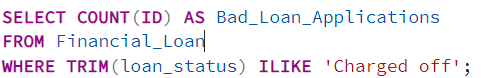 SELECT COUNT(ID) AS Bad_Loan_Applications
FROM Financial_Loan
WHERE TRIM(loan_status) ILIKE 'Charged off';